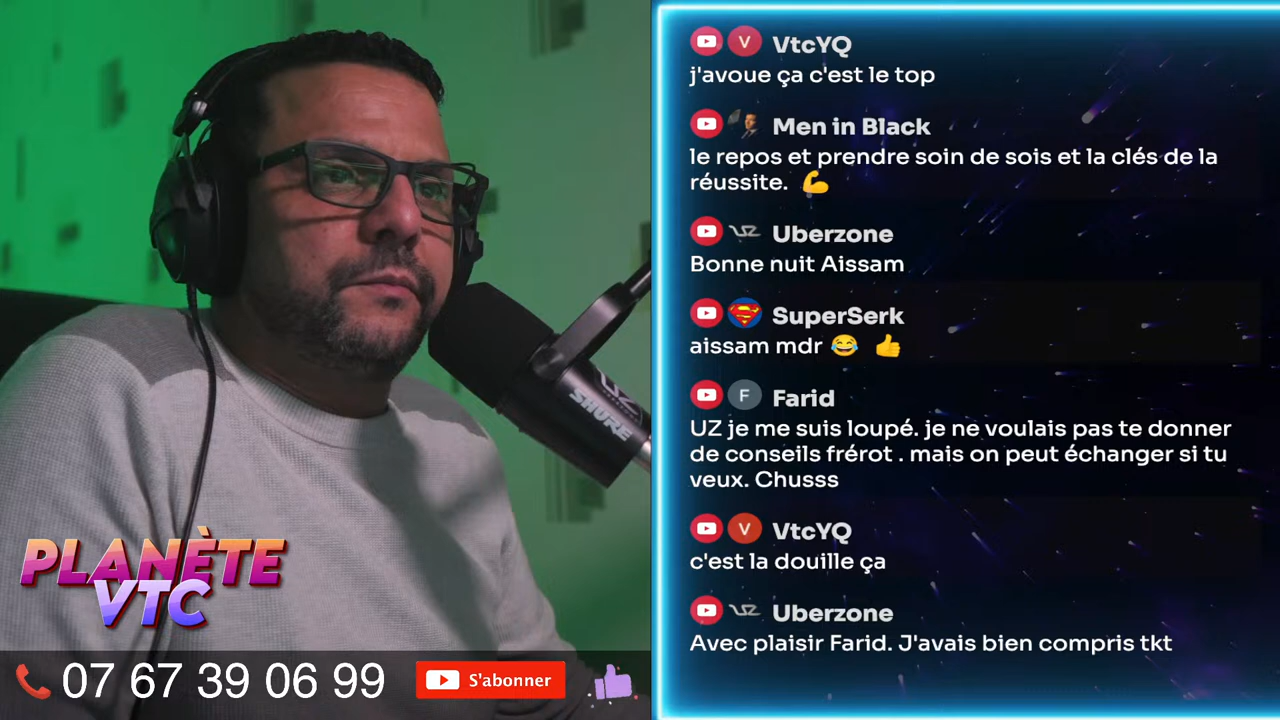 VtcYQ
j'avoue ça c'est le top
Men in Black
le repos et prendre soin de sois et la clés de la
réussite. 💪
Uberzone
Bonne nuit Aissam
SuperSerk
aissam mdr 😂 👍
F Farid
UZ je me suis loupé. je ne voulais pas te donner
de conseils frérot . mais on peut échanger si tu
veux. Chusss
V VtcYQ
c'est la douille ça
Uberzone
Avec plaisir Farid. J'avais bien compris tkt
SHURE
PLANÈTE
VTC
07 67 39 06 99
S'abonner